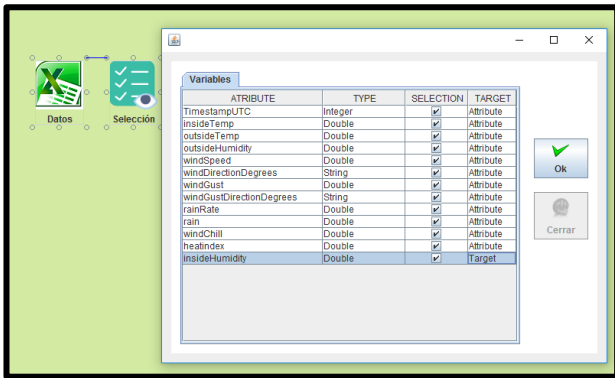 Datos
Selección
Variables
ATRIBUTE TYPE SELECTION TARGET
TimestampUTC Integer Attribute
insideTemp Double Attribute
outsideTemp Double Attribute
outsideHumidity Double Attribute
windSpeed Double Attribute
windDirectionDegrees String Attribute
windGust Double Attribute
windGustDirectionDegrees String Attribute
rainRate Double Attribute
rain Double Attribute
windChill Double Attribute
heatindex Double Attribute
insideHumidity Double Target
Ok
Cerrar